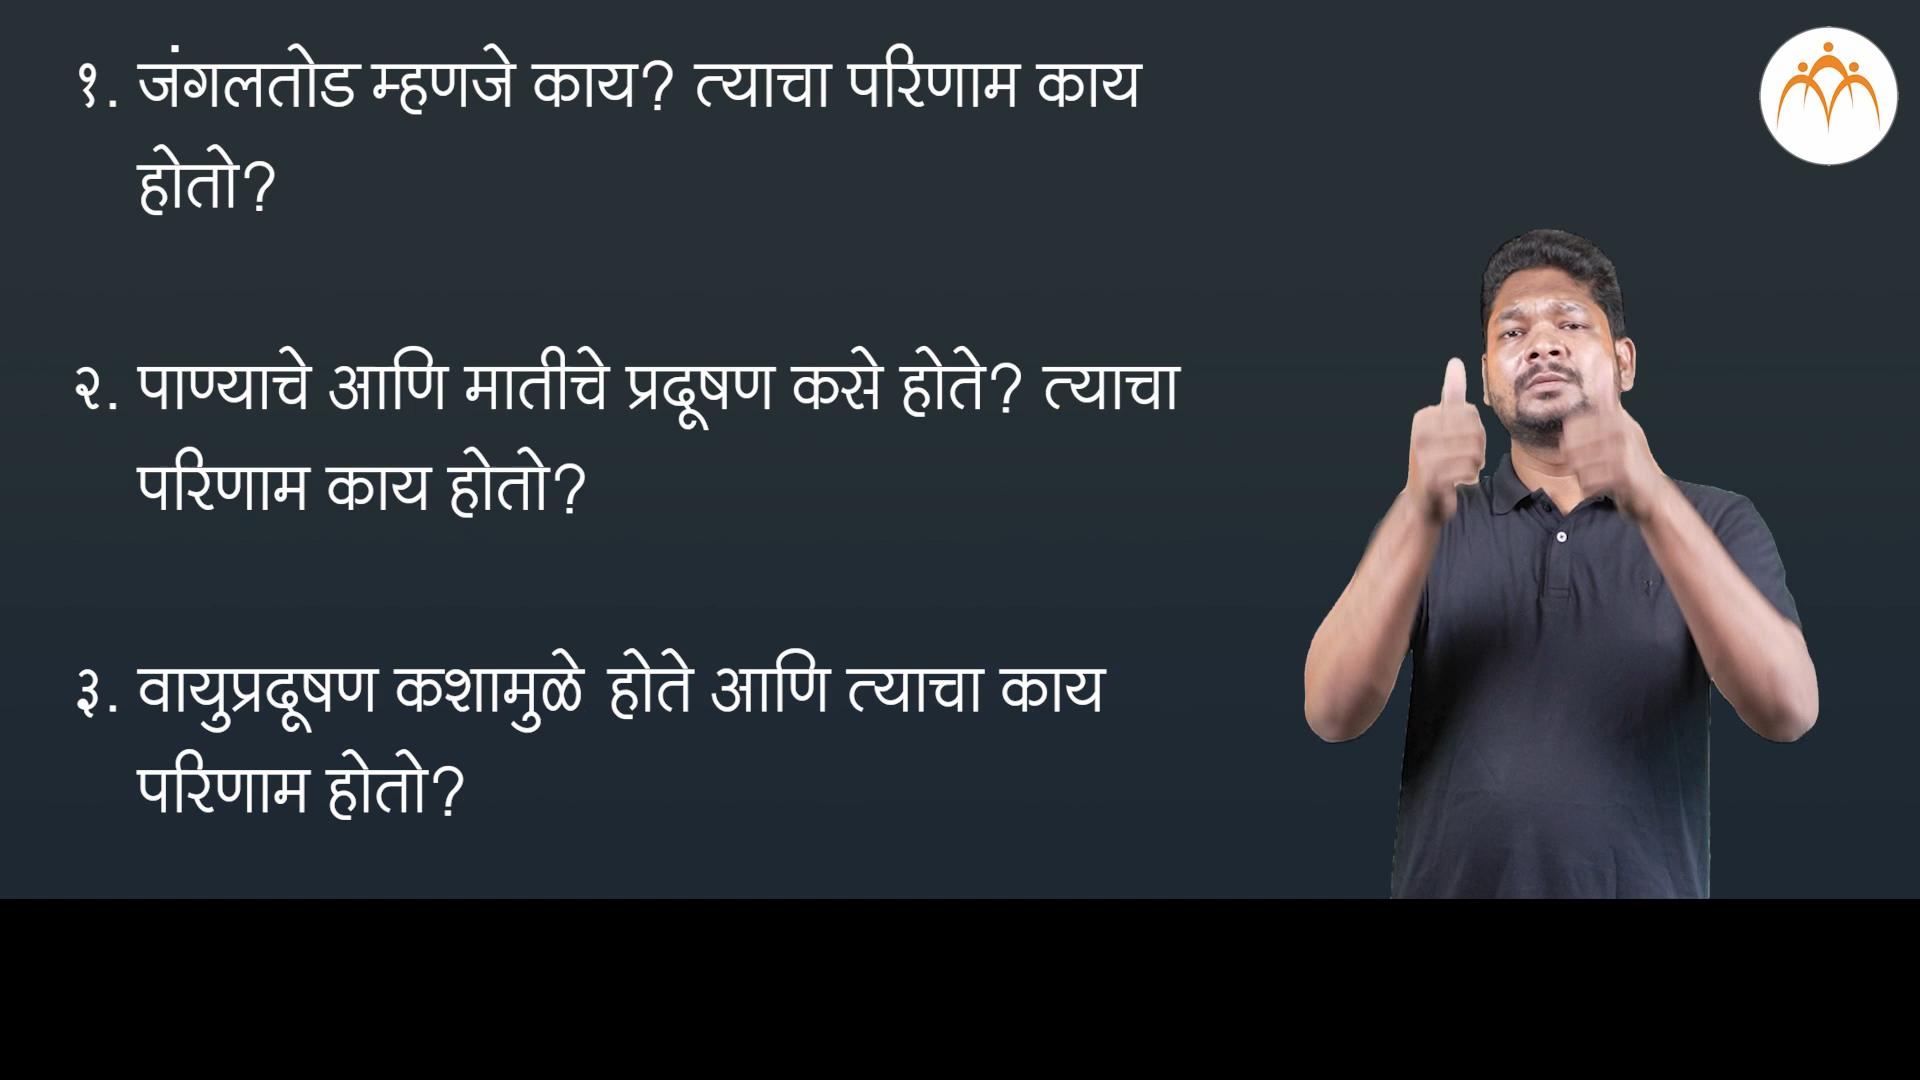 १. जंगलतोड म्हणजे काय? त्याचा परिणाम काय
होतो?
२. पाण्याचे आणि मातीचे प्रदूषण कसे होते? त्याचा
परिणाम काय होतो?
३. वायुप्रदूषण कशामुळे होते आणि त्याचा काय
परिणाम होतो?